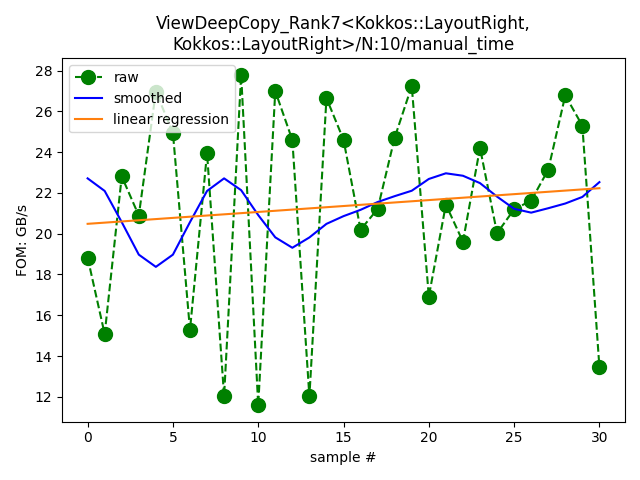 ViewDeepCopy_Rank7<Kokkos::LayoutRight,
Kokkos::LayoutRight>/N:10/manual_time
raw
smoothed
linear regression
FOM: GB/s
28
26
24
22
20
18
16
14
12
0 5 10 15 20 25 30
sample #